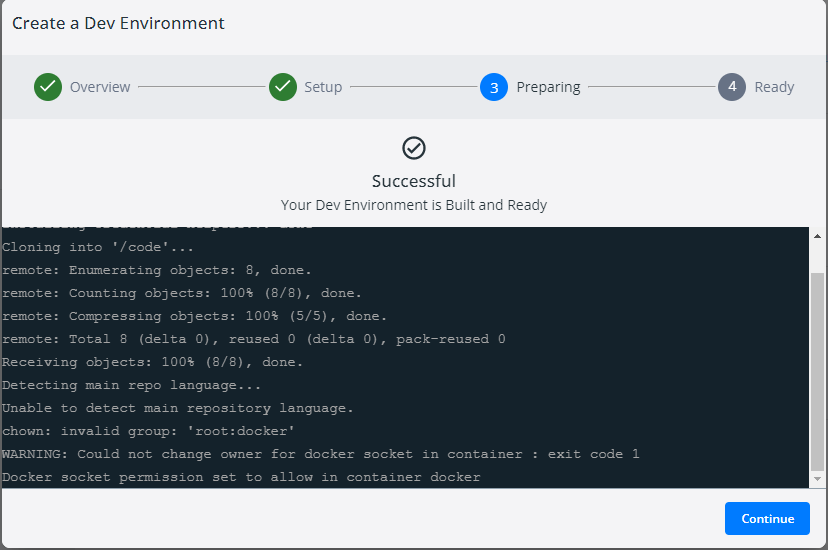 Create a Dev Environment
Overview
Setup
3 Preparing
4 Ready
Successful
Your Dev Environment is Built and Ready
Cloning into '/code'...
remote: Enumerating objects: 8, done.
remote: Counting objects: 100% (8/8), done.
remote: Compressing objects: 100% (5/5), done.
remote: Total 8 (delta 0), reused 0 (delta 0), pack-reused 0
Receiving objects: 100% (8/8), done.
Detecting main repo language...
Unable to detect main repository language.
chown: invalid group: 'root:docker'
WARNING: Could not change owner for docker socket in container : exit code 1
Docker socket permission set to allow in container docker
Continue